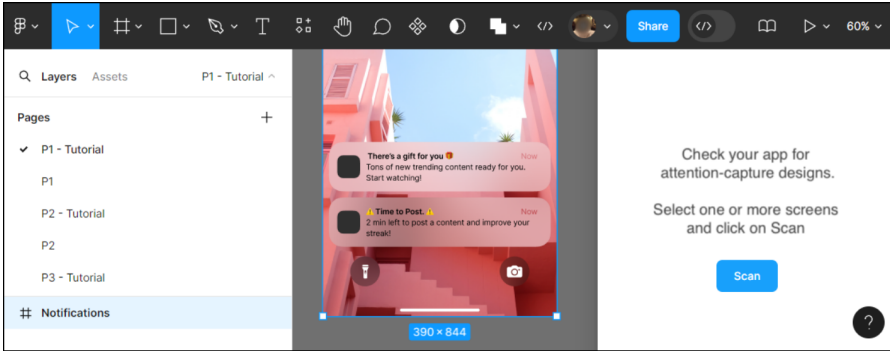 Share
60%
Layers
Assets
P1 - Tutorial
Pages
P1 - Tutorial
P1
P2 - Tutorial
P2
P3 - Tutorial
Notifications
There's a gift for you 🎁
Now
Tons of new trending content ready for you.
Start watching!
⚠️ Time to Post. ⚠️
Now
2 min left to post a content and improve your
streak!
390 × 844
Check your app for
attention-capture designs.
Select one or more screens
and click on Scan
Scan
?